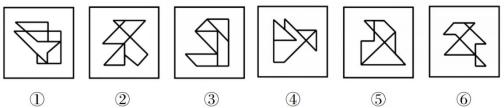 ① ② ③ ④ ⑤ ⑥